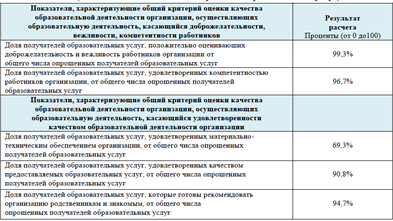 Показатели, характеризующие общий критерий оценки качества
образовательной деятельности организации, осуществляющих
образовательную деятельность, касающийся доброжелательности,
вежливости, компетентности работников
Результат
расчета
Проценты (от 0 до100)
Доля получателей образовательных услуг, положительно оценивающих
доброжелательность и вежливость работников организации от
общего числа опрошенных получателей образовательных услуг
99,3%
Доля получателей образовательных услуг, удовлетворенных компетентностью
работников организации, от общего числа опрошенных получателей
образовательных услуг
96,7%
Показатели, характеризующие общий критерий оценки качества
образовательной деятельности организации, осуществляющих
образовательную деятельность, касающийся удовлетворенности
качеством образовательной деятельности организации
Доля получателей образовательных услуг, удовлетворенных материально-
техническим обеспечением организации, от общего числа опрошенных
получателей образовательных услуг
69,3%
Доля получателей образовательных услуг, удовлетворенных качеством
предоставляемых образовательных услуг, от общего числа опрошенных
получателей образовательных услуг
90,8%
Доля получателей образовательных услуг, которые готовы рекомендовать
организацию родственникам и знакомым, от общего числа
опрошенных получателей образовательных услуг
94,7%